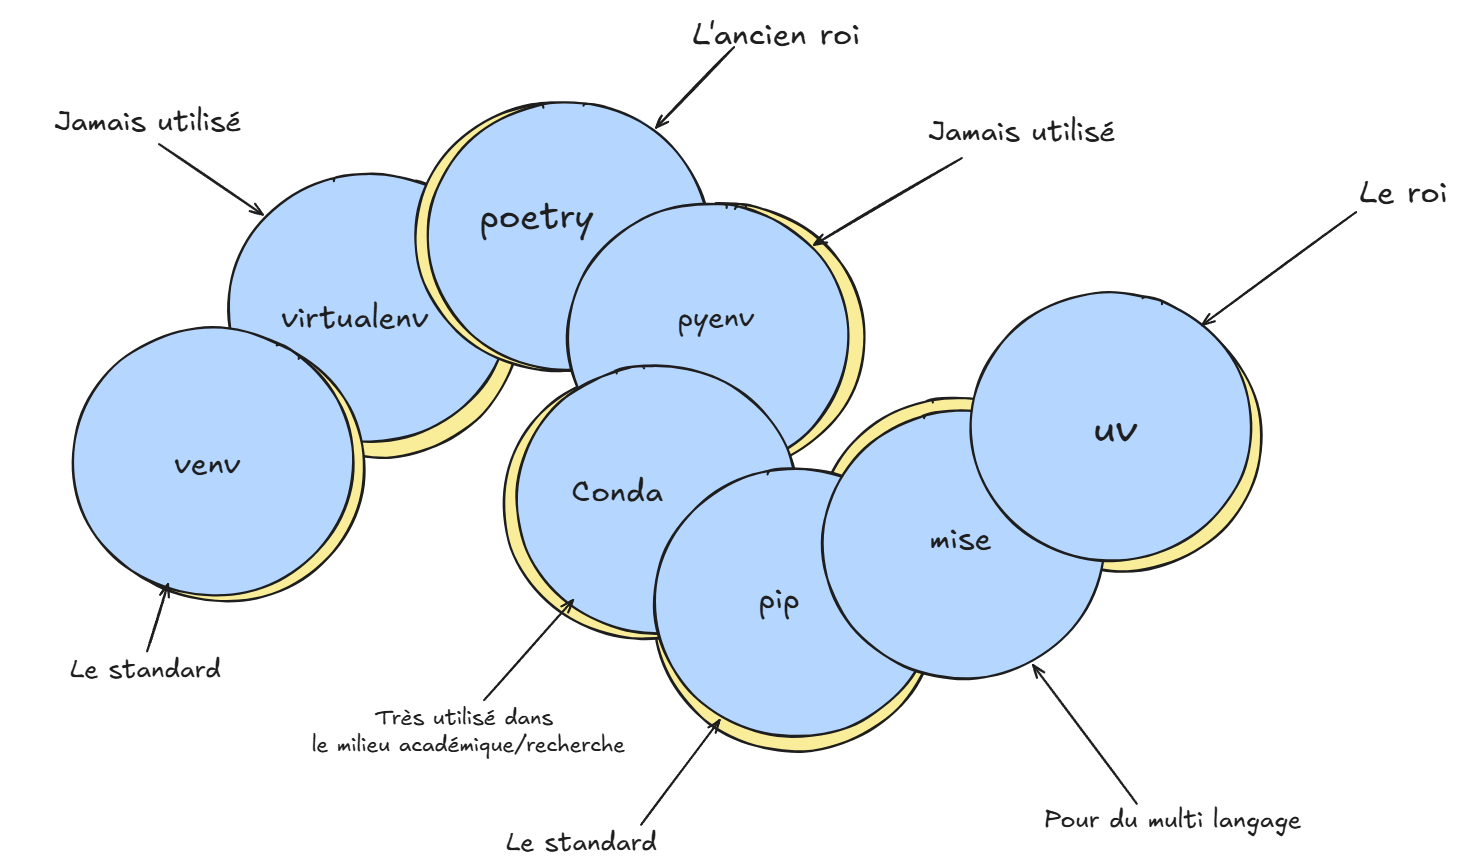 L'ancien roi
Jamais utilisé
Jamais utilisé
Le roi
poetry
virtualenv
pyenv
uv
venv
Conda
mise
pip
Le standard
Très utilisé dans
le milieu académique/recherche
Pour du multi langage
Le standard